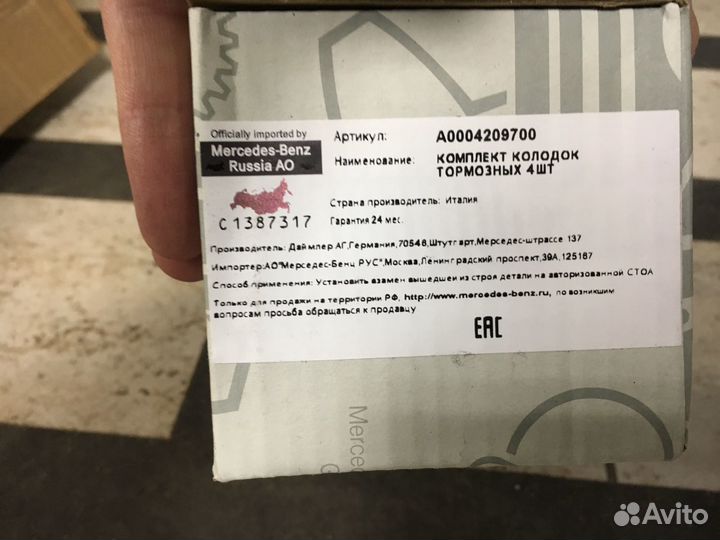 Officially imported by
Mercedes-Benz
Russia AO
С 1387317
Артикул: A0004209700
Наименование: КОМПЛЕКТ КОЛОДОК
ТОРМОЗНЫХ 4ШТ
Страна производитель: Италия
Гарантия 24 мес.
Производитель: Даймлер АГ,Германия,70546,Штутгарт,Мерседес-штрассе 137
Импортер:АО"Мерседес-Бенц РУС",Москва,Ленинградский проспект,39А,125167
Способ применения: Установить взамен вышедшей из строя детали на авторизованной СТОА
Только для продажи на территории РФ, http://www.mercedes-benz.ru, по возникшим
вопросам просьба обращаться к продавцу
EAC
Merce
Avito